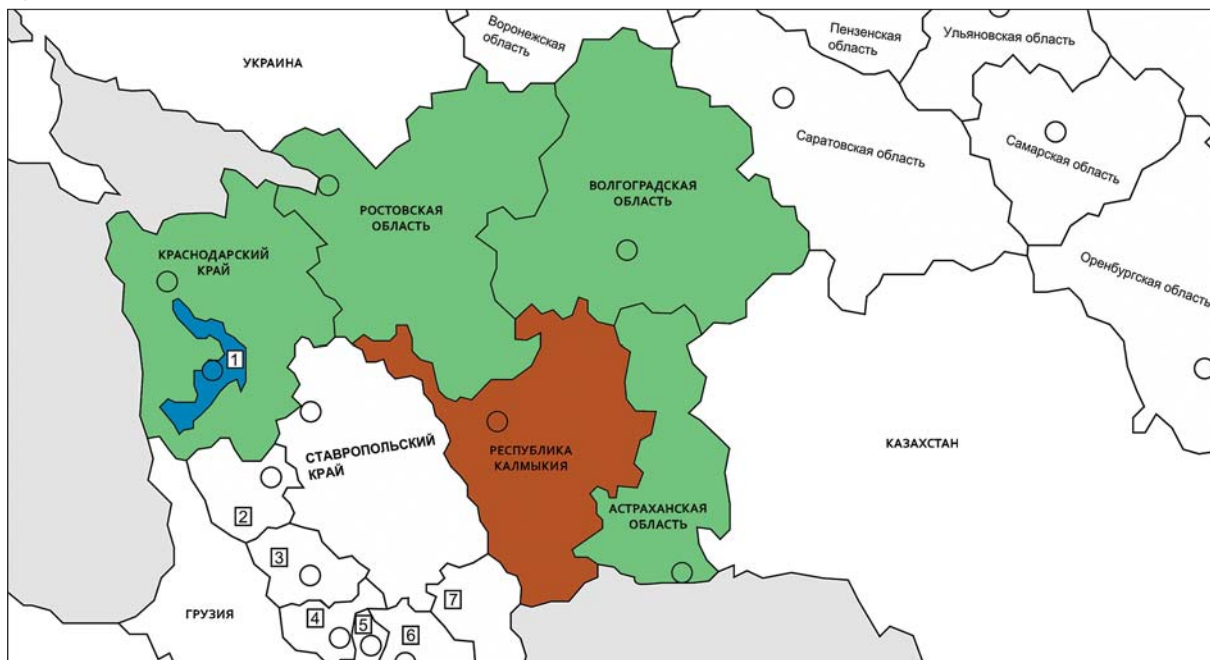 Воронежская
область
Пензенская
область
Ульяновская область
УКРАИНА
Саратовская область
Самарская область
ВОЛГОГРАДСКАЯ
ОБЛАСТЬ
РОСТОВСКАЯ
ОБЛАСТЬ
КРАСНОДАРСКИЙ
КРАЙ
Оренбургская область
1
СТАВРОПОЛЬСКИЙ
КРАЙ
РЕСПУБЛИКА
КАЛМЫКИЯ
КАЗАХСТАН
АСТРАХАНСКАЯ
ОБЛАСТЬ
2
3
ГРУЗИЯ
4
5
6
7